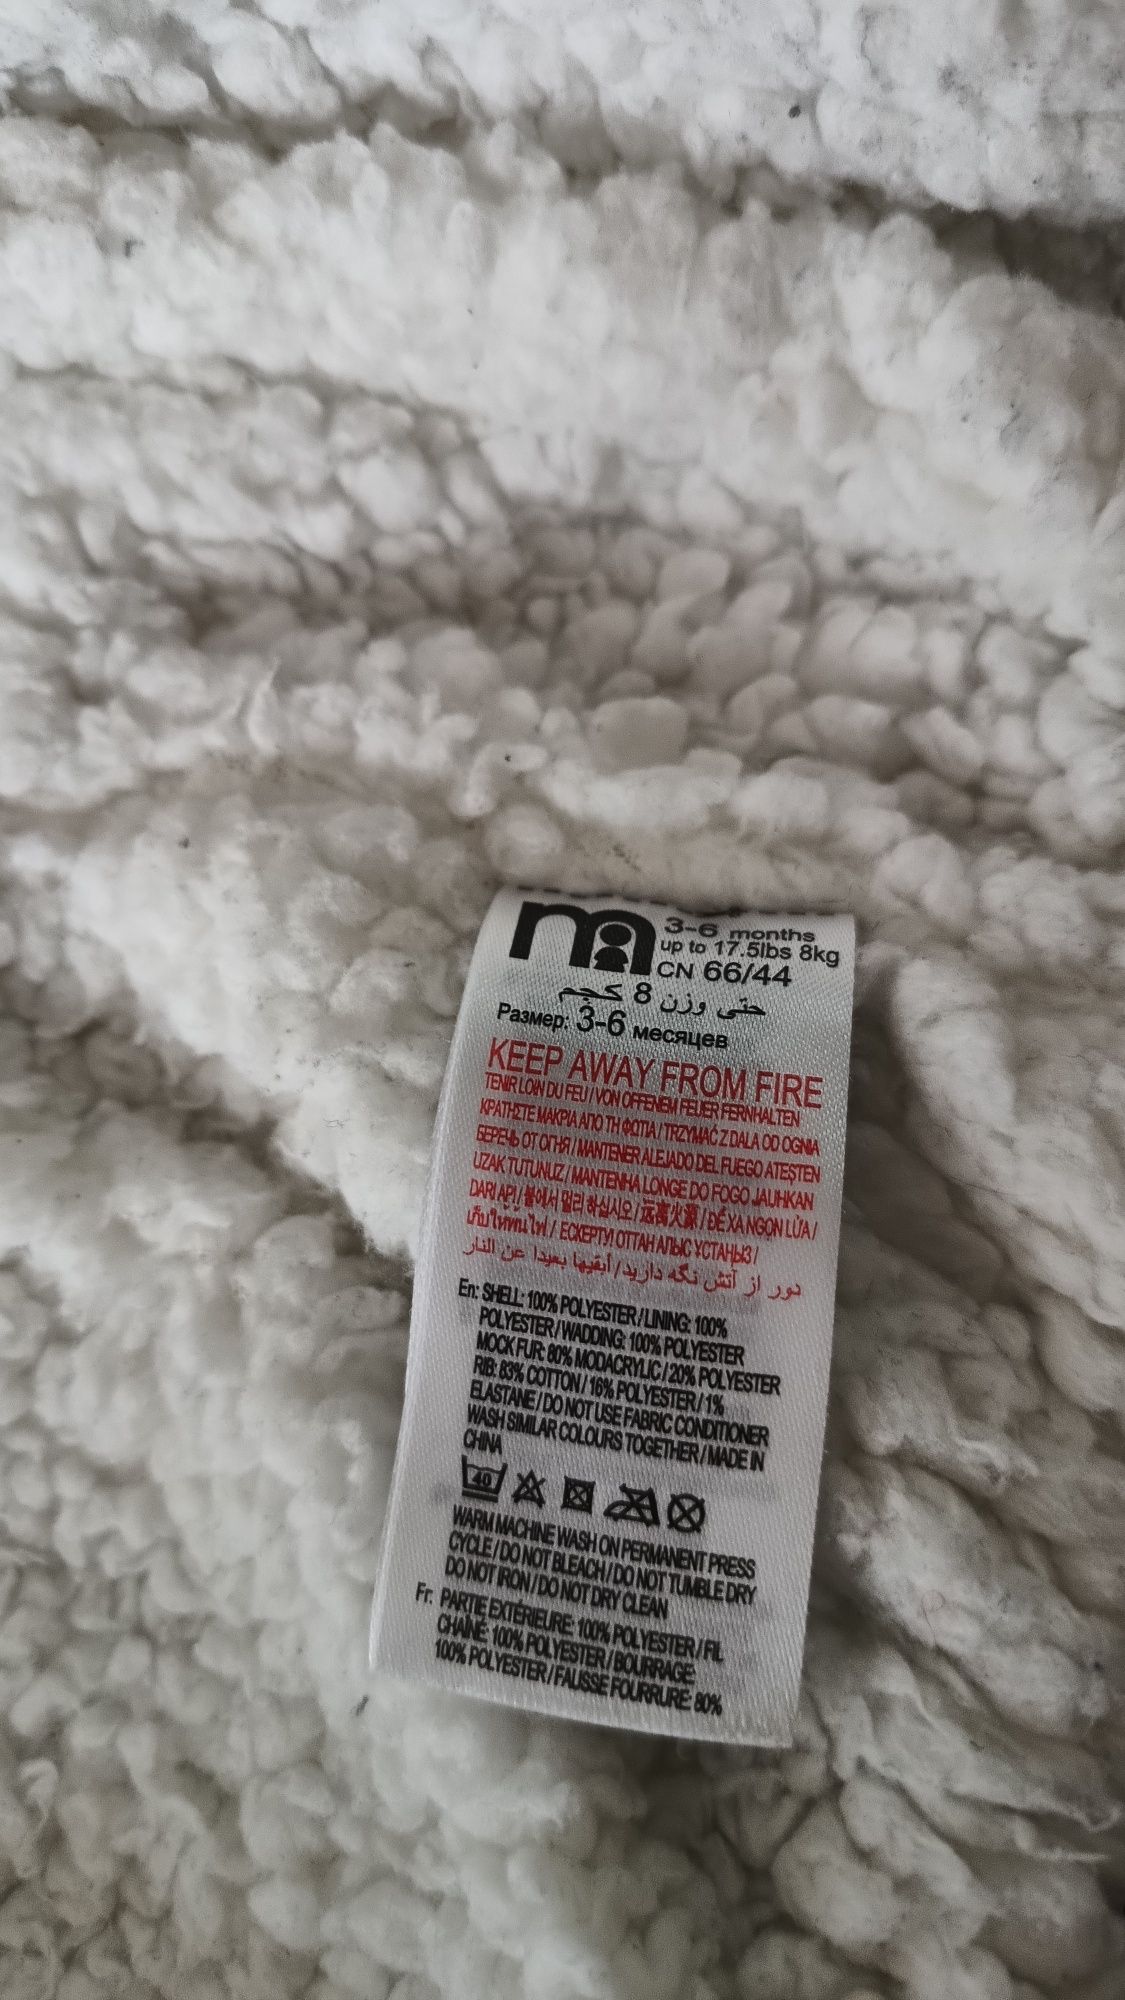 m
3-6 months
up to 17.5lbs 8kg
CN 66/44
حتى وزن 8 كجم
Размер: 3-6 месяцев
KEEP AWAY FROM FIRE
TENIR LOIN DU FEU / VON OFFENEM FEUER FERNHALTEN
ΚΡΑΤΗΣΤΕ ΜΑΚΡΙΑ ΑΠΟ ΤΗ ΦΩΤΙΑ / TRZYMAĆ Z DALA OD OGNIA
БЕРЕЧЬ ОТ ОГНЯ / MANTENER ALEJADO DEL FUEGO ATEŞTEN
UZAK TUTUNUZ / MANTENHA LONGE DO FOGO JAUHKAN
DARI API / 불에서 멀리 하십시오 / 远离火源 / ĐỂ XA NGỌN LỬA /
เก็บให้พ้นไฟ / ЕСКЕРТУ! ОТТАН АЛЫС ҰСТАҢЫЗ /
دور از آتش نگه دارید / أبقيها بعيدا عن النار
En: SHELL: 100% POLYESTER / LINING: 100%
POLYESTER / WADDING: 100% POLYESTER
MOCK FUR: 80% MODACRYLIC / 20% POLYESTER
RIB: 83% COTTON / 16% POLYESTER / 1%
ELASTANE / DO NOT USE FABRIC CONDITIONER
WASH SIMILAR COLOURS TOGETHER / MADE IN
CHINA
40
WARM MACHINE WASH ON PERMANENT PRESS
CYCLE / DO NOT BLEACH / DO NOT TUMBLE DRY
DO NOT IRON / DO NOT DRY CLEAN
Fr: PARTIE EXTÉRIEURE: 100% POLYESTER / FIL
CHAÎNE: 100% POLYESTER / BOURRAGE:
100% POLYESTER / FAUSSE FOURRURE: 80%